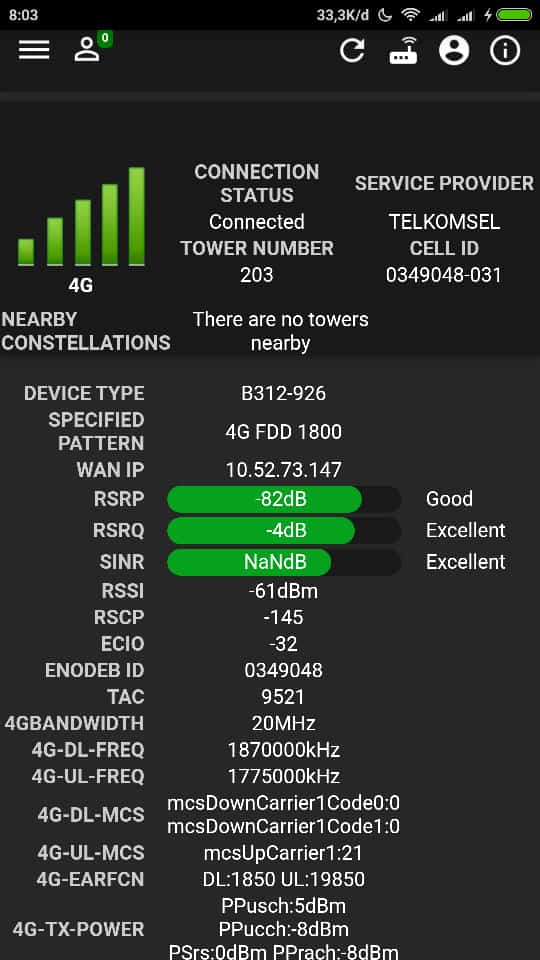 8:03
33,3K/d
0
CONNECTION
STATUS
Connected
SERVICE PROVIDER
TELKOMSEL
TOWER NUMBER
203
CELL ID
0349048-031
4G
NEARBY
CONSTELLATIONS
There are no towers
nearby
DEVICE TYPE B312-926
SPECIFIED
PATTERN
4G FDD 1800
WAN IP 10.52.73.147
RSRP -82dB Good
RSRQ -4dB Excellent
SINR NaNdB Excellent
RSSI -61dBm
RSCP -145
ECIO -32
ENODEB ID 0349048
TAC 9521
4GBANDWIDTH 20MHz
4G-DL-FREQ 1870000kHz
4G-UL-FREQ 1775000kHz
4G-DL-MCS
mcsDownCarrier1Code0:0
mcsDownCarrier1Code1:0
4G-UL-MCS mcsUpCarrier1:21
4G-EARFCN DL:1850 UL:19850
4G-TX-POWER
PPusch:5dBm
PPucch:-8dBm
PSrs:0dBm PPrach:-8dBm